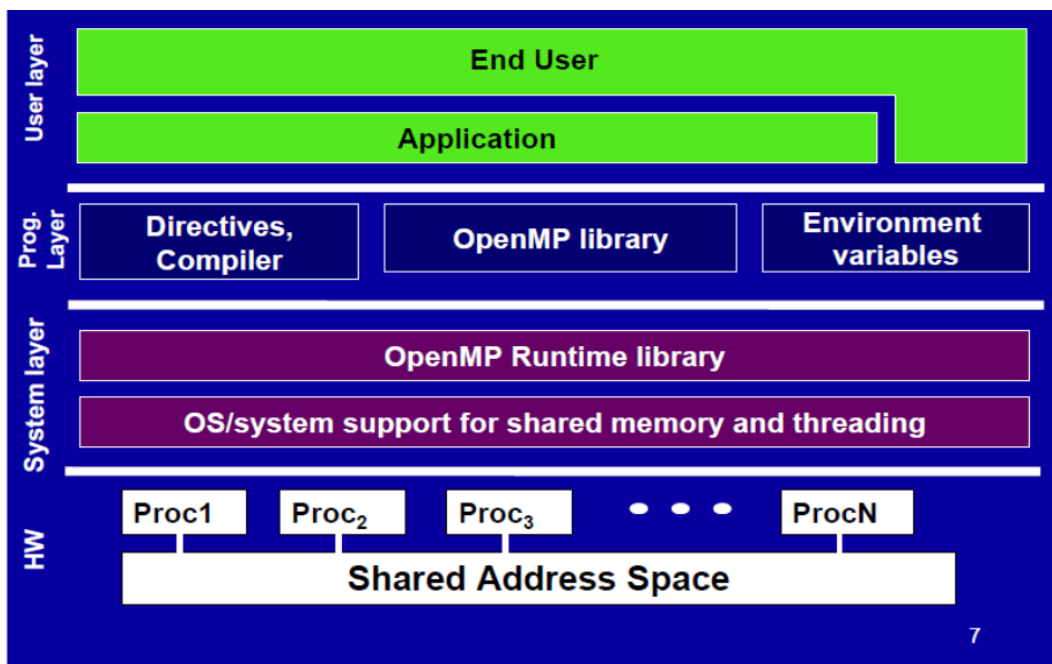 User layer
End User
Application
Prog.
Layer
Directives,
Compiler
OpenMP library
Environment
variables
System layer
OpenMP Runtime library
OS/system support for shared memory and threading
HW
Proc1
Proc₂
Proc₃
• • •
ProcN
Shared Address Space
7